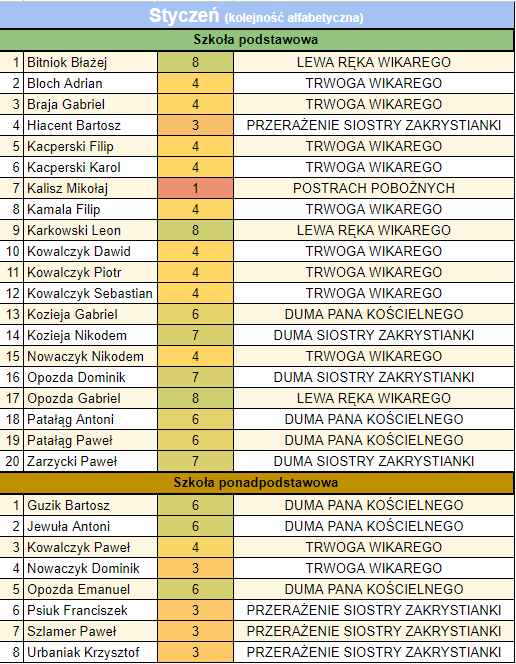 Styczeń (kolejność alfabetyczna)
Szkoła podstawowa
1 Bitniok Błażej 8 LEWA RĘKA WIKAREGO
2 Bloch Adrian 4 TRWOGA WIKAREGO
3 Braja Gabriel 4 TRWOGA WIKAREGO
4 Hiacent Bartosz 3 PRZERAŻENIE SIOSTRY ZAKRYSTIANKI
5 Kacperski Filip 4 TRWOGA WIKAREGO
6 Kacperski Karol 4 TRWOGA WIKAREGO
7 Kalisz Mikołaj 1 POSTRACH POBOŻNYCH
8 Kamala Filip 4 TRWOGA WIKAREGO
9 Karkowski Leon 8 LEWA RĘKA WIKAREGO
10 Kowalczyk Dawid 4 TRWOGA WIKAREGO
11 Kowalczyk Piotr 4 TRWOGA WIKAREGO
12 Kowalczyk Sebastian 4 TRWOGA WIKAREGO
13 Kozieja Gabriel 6 DUMA PANA KOŚCIELNEGO
14 Kozieja Nikodem 7 DUMA SIOSTRY ZAKRYSTIANKI
15 Nowaczyk Nikodem 4 TRWOGA WIKAREGO
16 Opozda Dominik 7 DUMA SIOSTRY ZAKRYSTIANKI
17 Opozda Gabriel 8 LEWA RĘKA WIKAREGO
18 Patałąg Antoni 6 DUMA PANA KOŚCIELNEGO
19 Patałąg Paweł 6 DUMA PANA KOŚCIELNEGO
20 Zarzycki Paweł 7 DUMA SIOSTRY ZAKRYSTIANKI
Szkoła ponadpodstawowa
1 Guzik Bartosz 6 DUMA PANA KOŚCIELNEGO
2 Jewuła Antoni 6 DUMA PANA KOŚCIELNEGO
3 Kowalczyk Paweł 4 TRWOGA WIKAREGO
4 Nowaczyk Dominik 3 TRWOGA WIKAREGO
5 Opozda Emanuel 6 DUMA PANA KOŚCIELNEGO
6 Psiuk Franciszek 3 PRZERAŻENIE SIOSTRY ZAKRYSTIANKI
7 Szlamer Paweł 3 PRZERAŻENIE SIOSTRY ZAKRYSTIANKI
8 Urbaniak Krzysztof 3 PRZERAŻENIE SIOSTRY ZAKRYSTIANKI